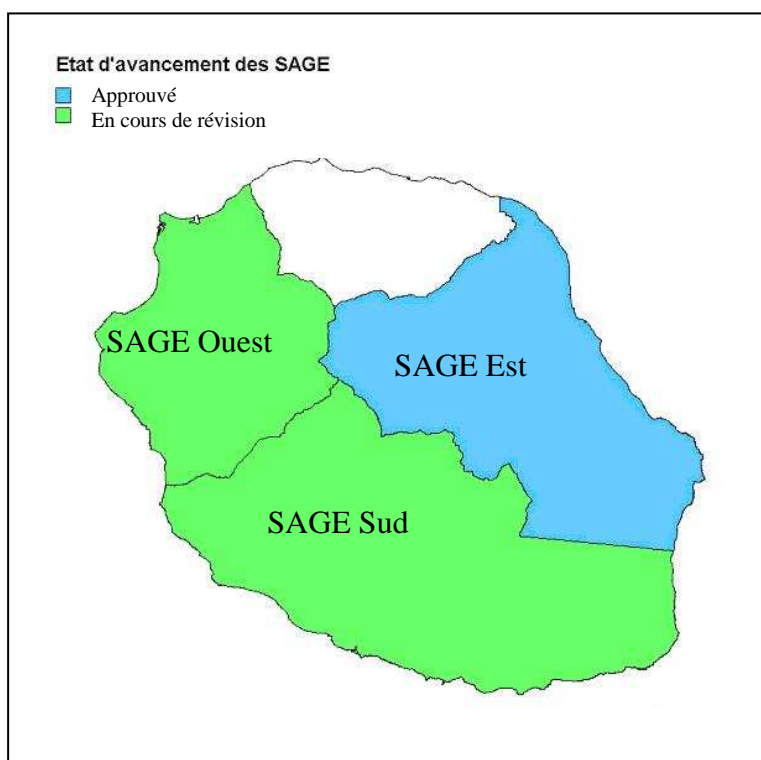 Etat d'avancement des SAGE
Approuvé
En cours de révision
SAGE Ouest
SAGE Est
SAGE Sud